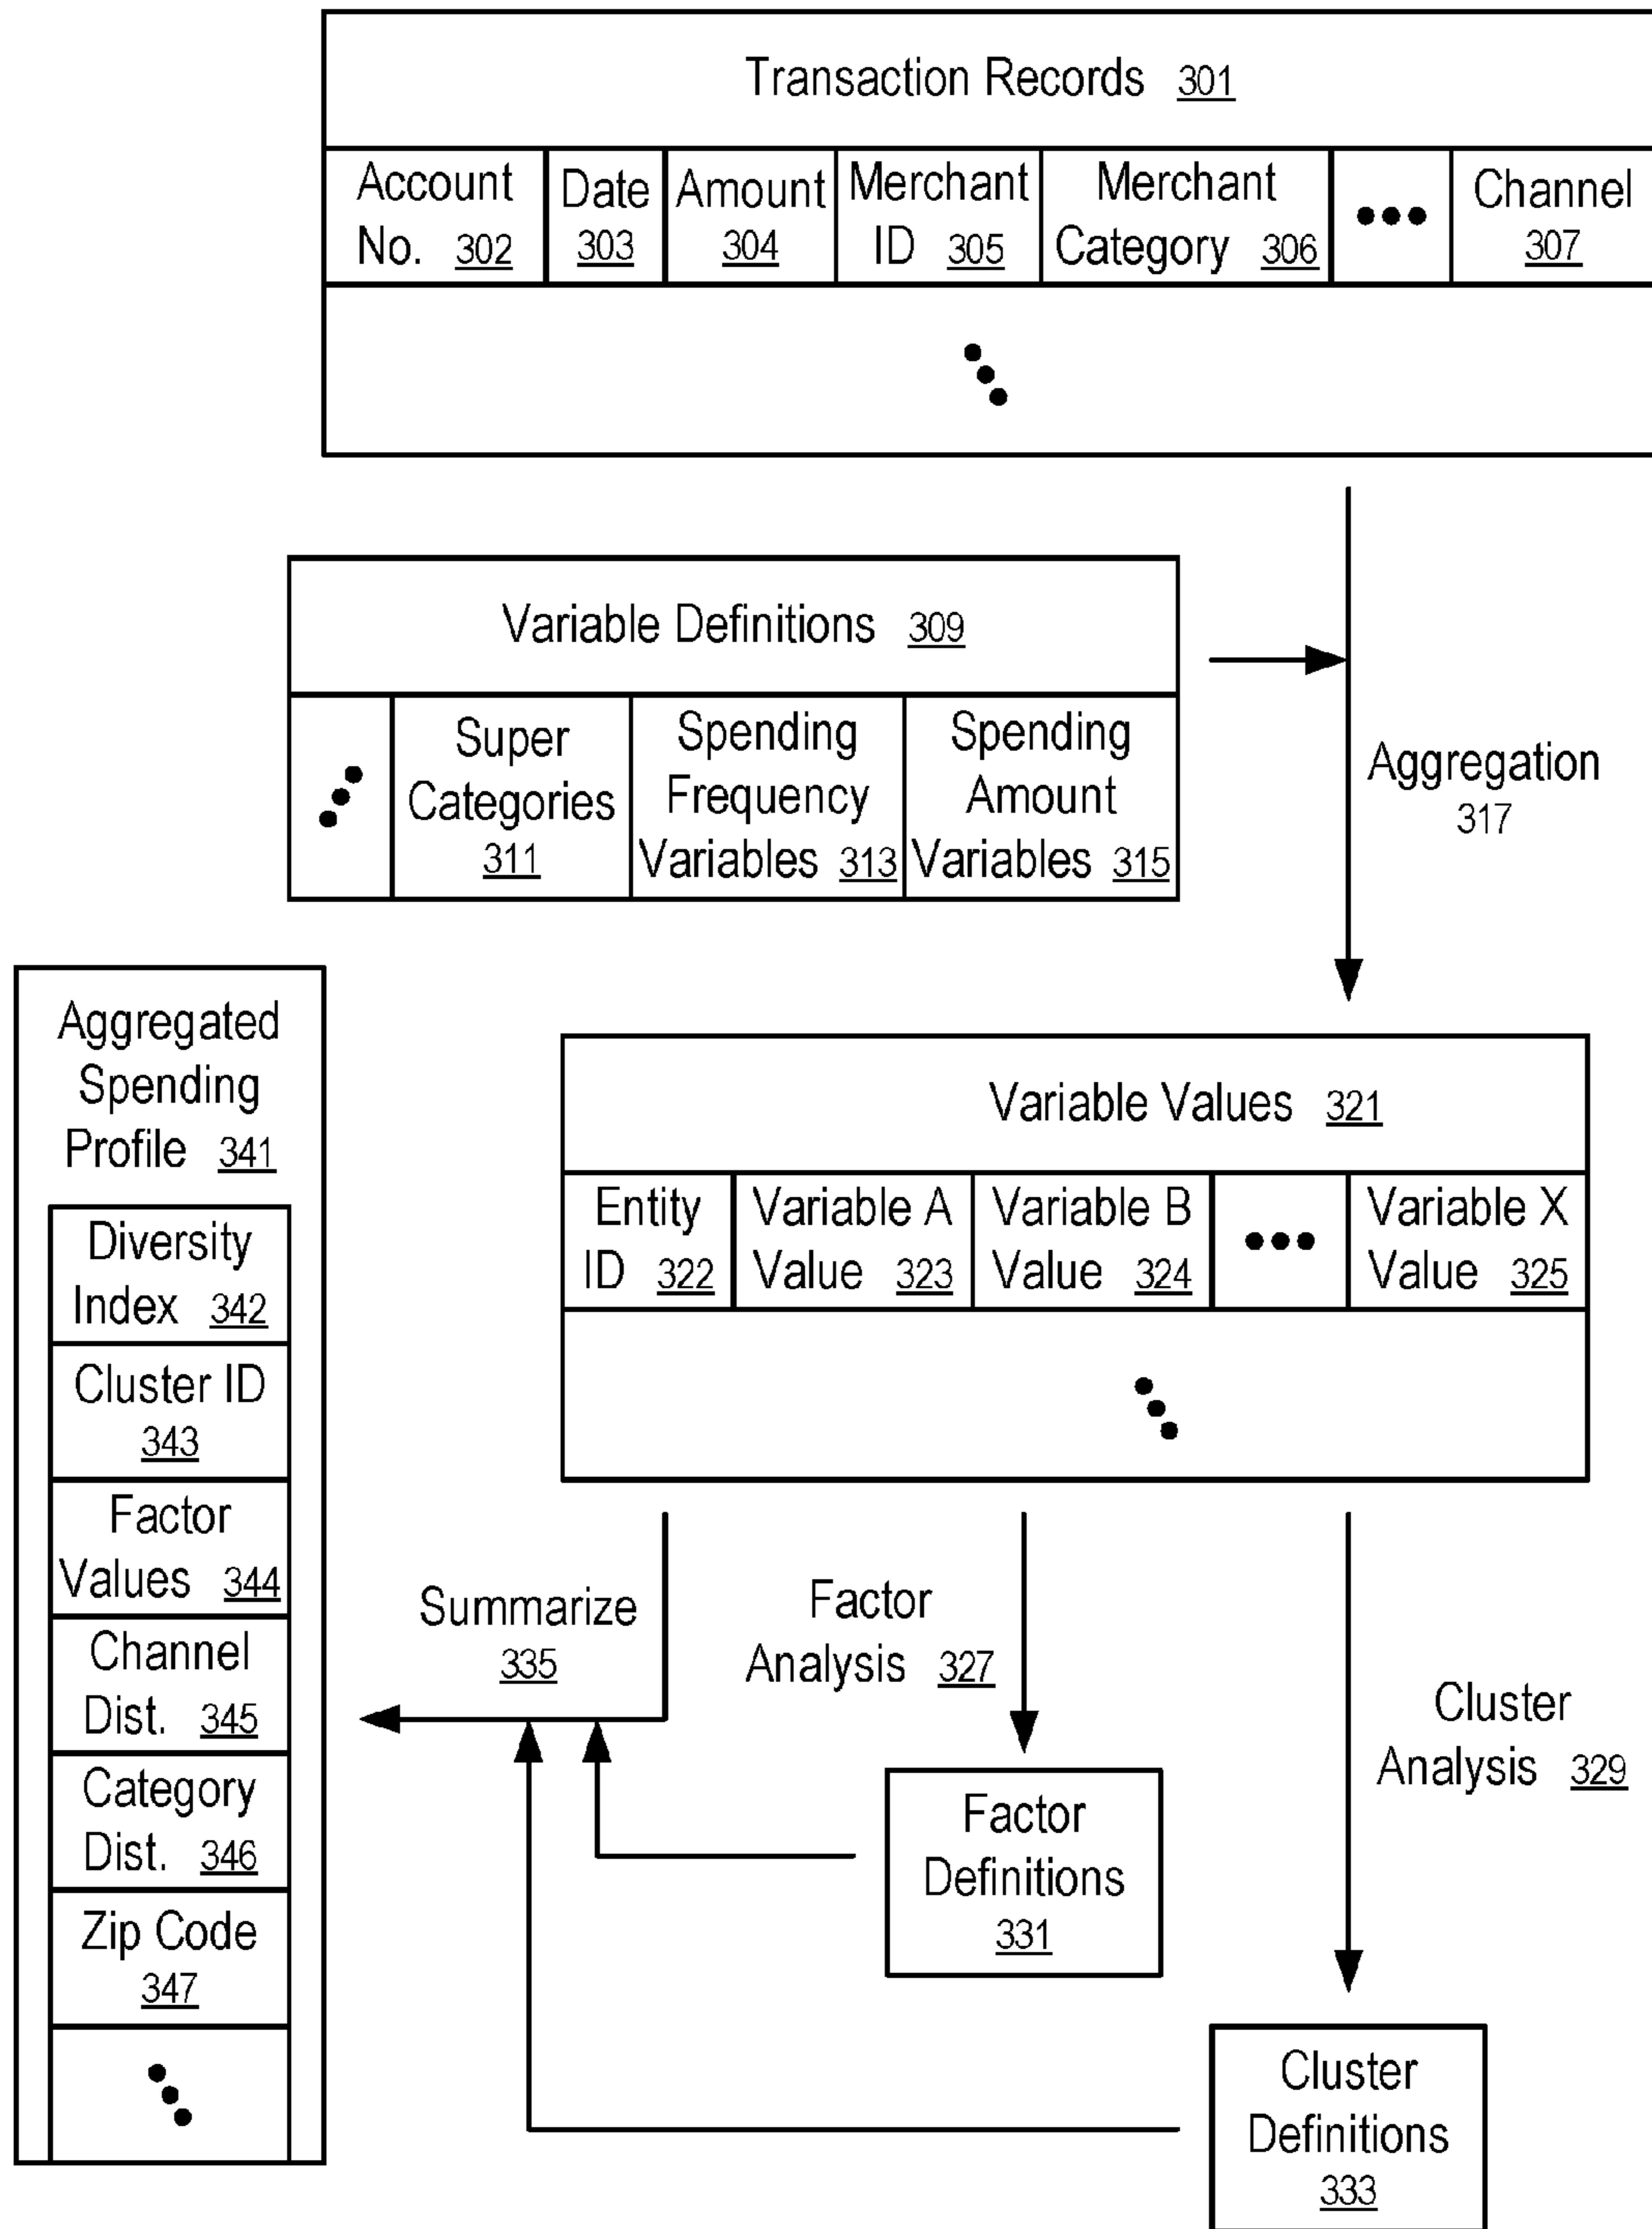 Transaction Records 301
Account
No. 302
Date
303
Amount
304
Merchant
ID 305
Merchant
Category 306
Channel
307
Variable Definitions 309
Super
Categories
311
Spending
Frequency
Variables 313
Spending
Amount
Variables 315
Aggregation
317
Aggregated
Spending
Profile 341
Diversity
Index 342
Cluster ID
343
Factor
Values 344
Channel
Dist. 345
Category
Dist. 346
Zip Code
347
Variable Values 321
Entity
ID 322
Variable A
Value 323
Variable B
Value 324
Variable X
Value 325
Summarize
335
Factor
Analysis 327
Cluster
Analysis 329
Factor
Definitions
331
Cluster
Definitions
333